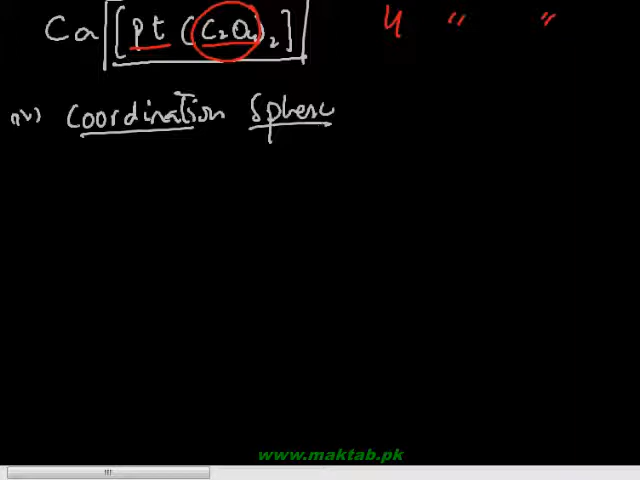 Ca [pt (C₂O₄)₂] 4 " "
iv) Coordination Sphere
www.maktab.pk